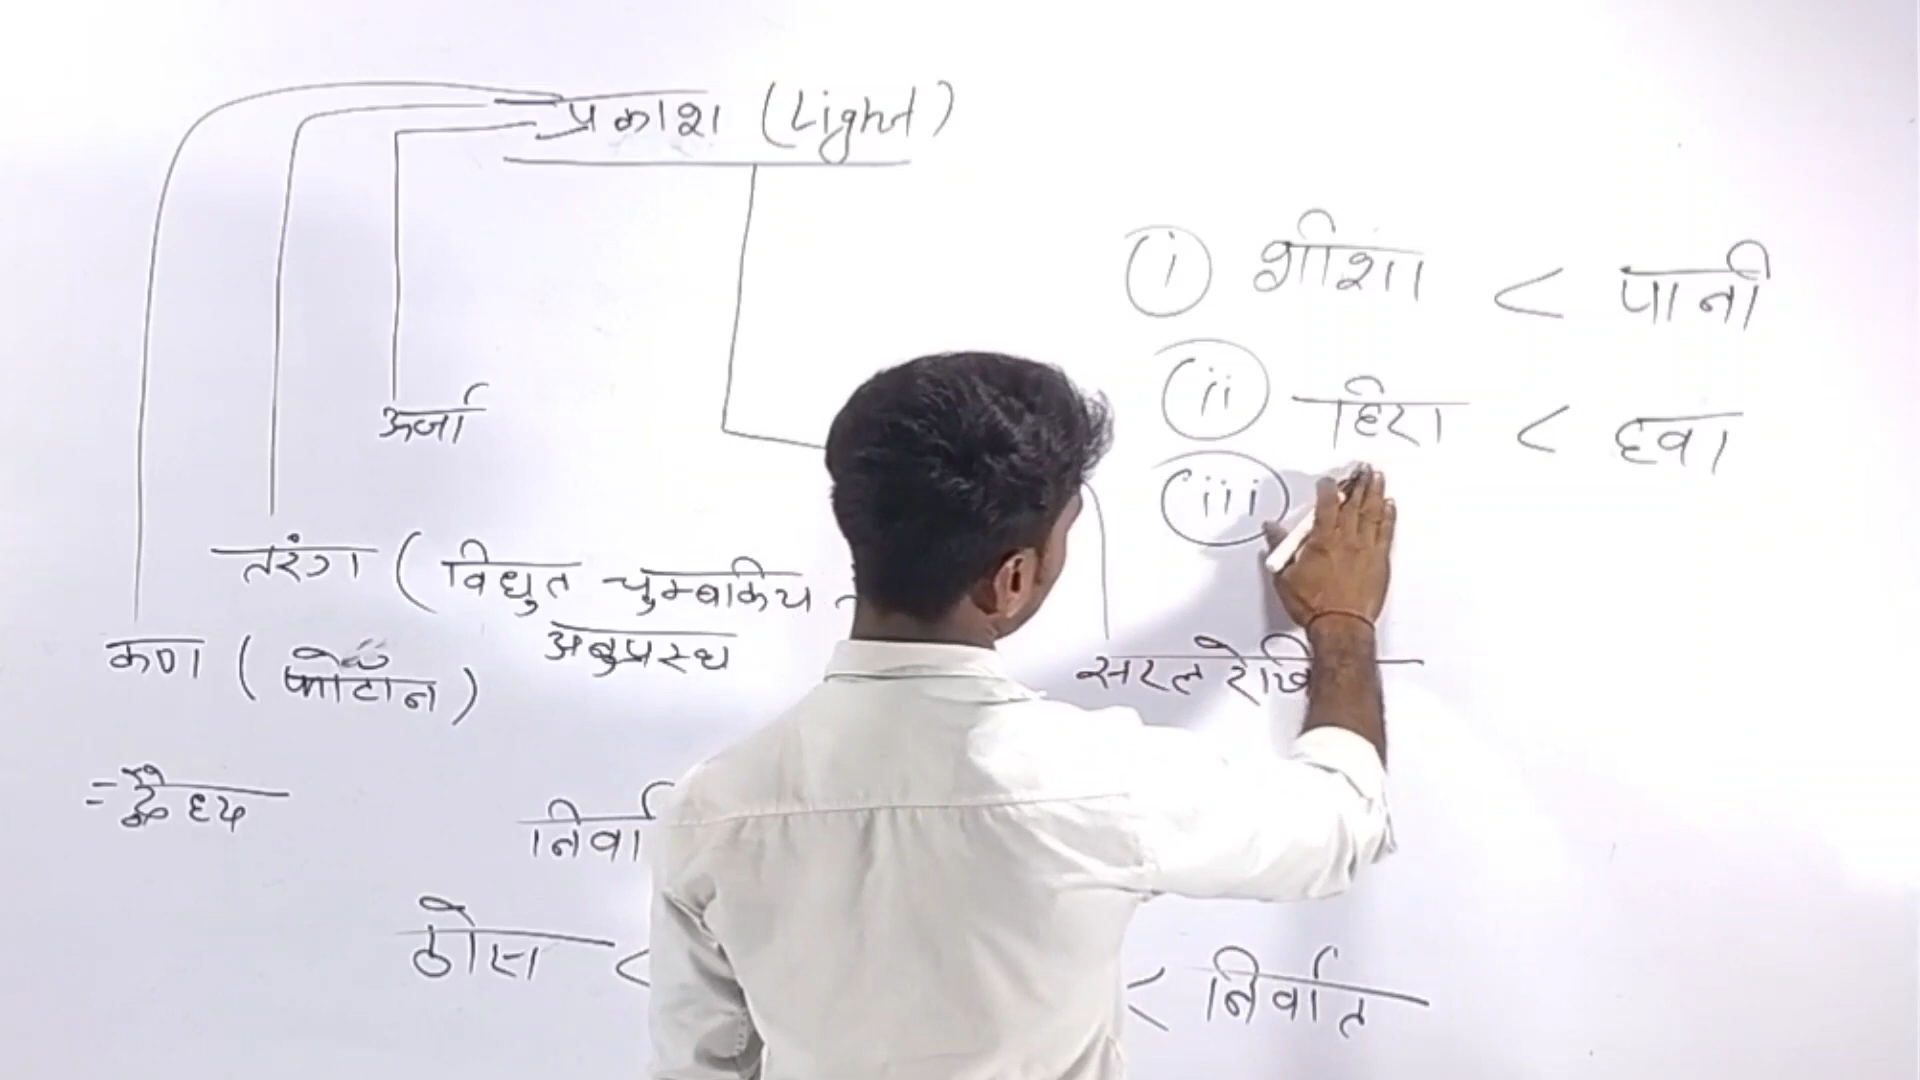 प्रकाश (Light)
(i) शीशा < पानी
(ii) हिरा < हवा
(iii)
ऊर्जा
तरंग (विधुत चुम्बकिय
अनुप्रस्थ
कण (फोटॉन)
सरल रेखि
निर्वा
ठोस <
< निर्वात